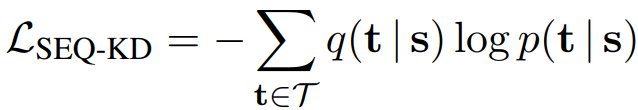 ℒ_SEQ-KD = − ∑_{t∈𝒯} q(t | s) log p(t | s)